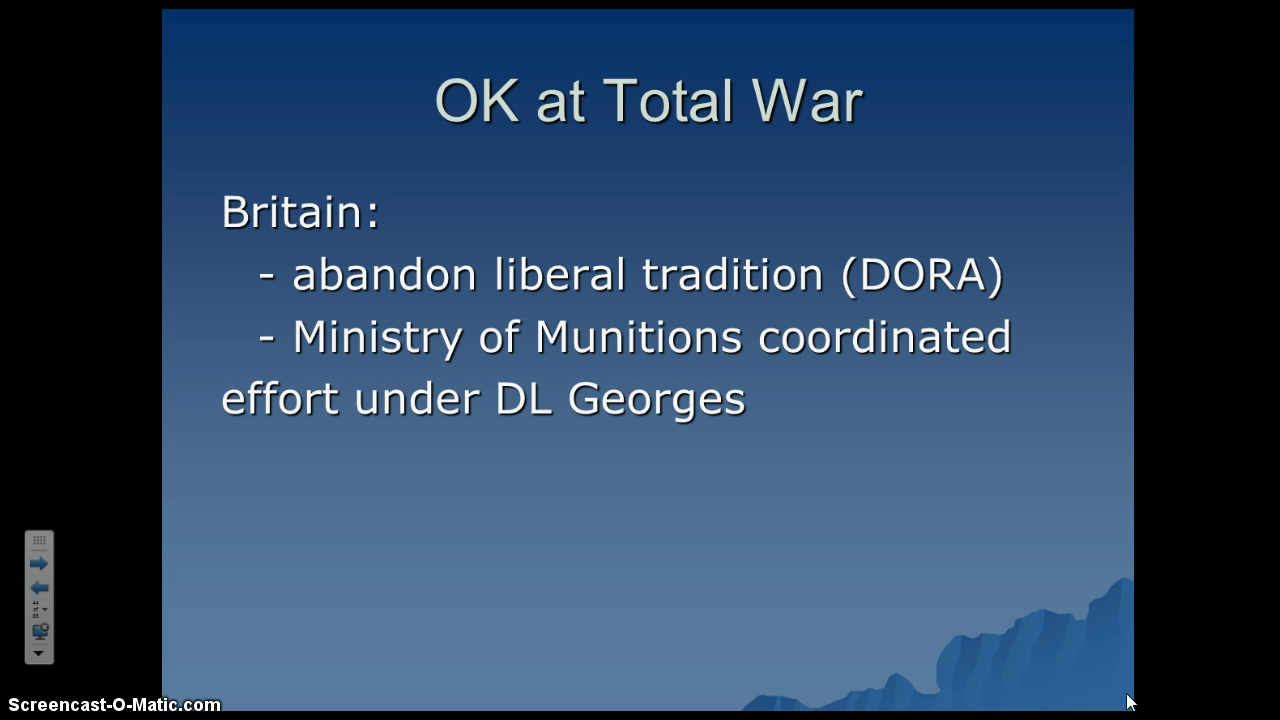 OK at Total War
Britain:
- abandon liberal tradition (DORA)
- Ministry of Munitions coordinated
effort under DL Georges
Screencast-O-Matic.com